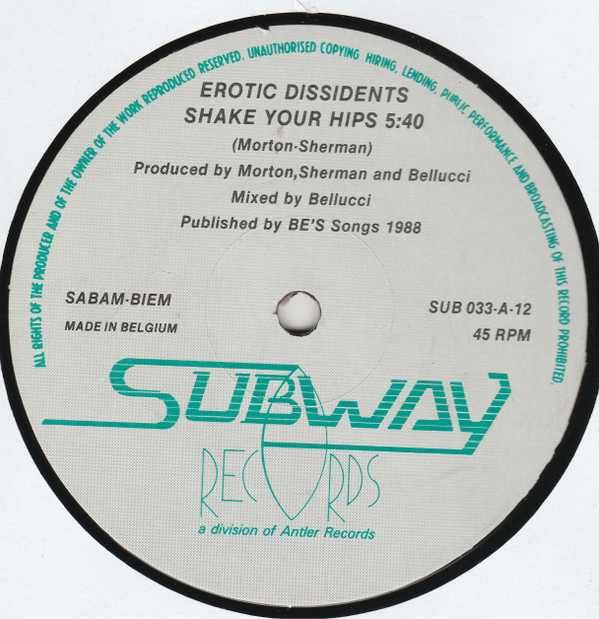 ALL RIGHTS OF THE PRODUCER AND OF THE OWNER OF THE WORK REPRODUCED RESERVED. UNAUTHORISED COPYING HIRING, LENDING, PUBLIC PERFORMANCE AND BROADCASTING OF THIS RECORD PROHIBITED.
EROTIC DISSIDENTS
SHAKE YOUR HIPS 5:40
(Morton-Sherman)
Produced by Morton,Sherman and Bellucci
Mixed by Bellucci
Published by BE'S Songs 1988
SABAM-BIEM
MADE IN BELGIUM
SUB 033-A-12
45 RPM
SUBWAY
RECORDS
a division of Antler Records